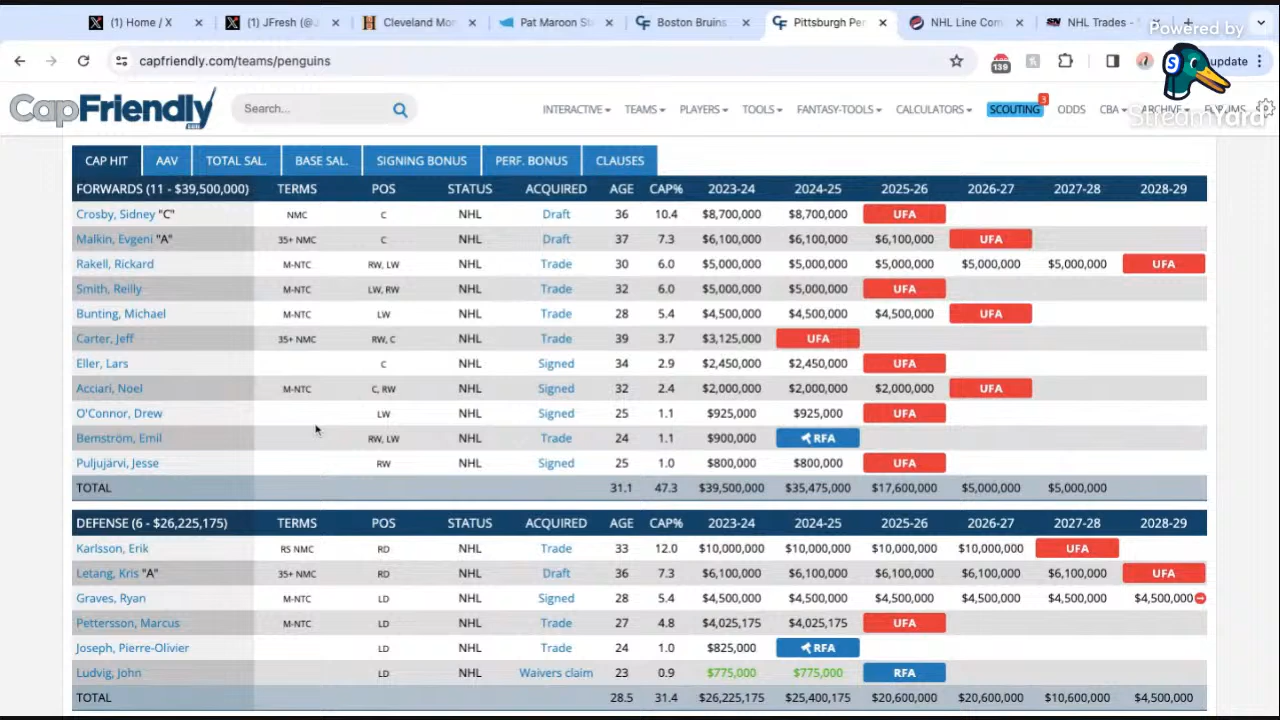 (1) Home / X
(1) JFresh (@J
Cleveland Mo
Pat Maroon St
Boston Bruins
Pittsburgh Pe
NHL Line Com
NHL Trades -
Powered by
capfriendly.com/teams/penguins
139
update
StreamYard
CapFriendly
.com
Search...
INTERACTIVE TEAMS PLAYERS TOOLS FANTASY-TOOLS CALCULATORS SCOUTING 3 ODDS CBA ARCHIVE FORUMS
CAP HIT AAV TOTAL SAL. BASE SAL. SIGNING BONUS PERF. BONUS CLAUSES
FORWARDS (11 - $39,500,000) TERMS POS STATUS ACQUIRED AGE CAP% 2023-24 2024-25 2025-26 2026-27 2027-28 2028-29
Crosby, Sidney "C" NMC C NHL Draft 36 10.4 $8,700,000 $8,700,000 UFA
Malkin, Evgeni "A" 35+ NMC C NHL Draft 37 7.3 $6,100,000 $6,100,000 $6,100,000 UFA
Rakell, Rickard M-NTC RW, LW NHL Trade 30 6.0 $5,000,000 $5,000,000 $5,000,000 $5,000,000 $5,000,000 UFA
Smith, Reilly M-NTC LW, RW NHL Trade 32 6.0 $5,000,000 $5,000,000 UFA
Bunting, Michael M-NTC LW NHL Trade 28 5.4 $4,500,000 $4,500,000 $4,500,000 UFA
Carter, Jeff 35+ NMC RW, C NHL Trade 39 3.7 $3,125,000 UFA
Eller, Lars C NHL Signed 34 2.9 $2,450,000 $2,450,000 UFA
Acciari, Noel M-NTC C, RW NHL Signed 32 2.4 $2,000,000 $2,000,000 $2,000,000 UFA
O'Connor, Drew LW NHL Signed 25 1.1 $925,000 $925,000 UFA
Bemström, Emil RW, LW NHL Trade 24 1.1 $900,000 RFA
Puljujärvi, Jesse RW NHL Signed 25 1.0 $800,000 $800,000 UFA
TOTAL 31.1 47.3 $39,500,000 $35,475,000 $17,600,000 $5,000,000 $5,000,000
DEFENSE (6 - $26,225,175) TERMS POS STATUS ACQUIRED AGE CAP% 2023-24 2024-25 2025-26 2026-27 2027-28 2028-29
Karlsson, Erik RS NMC RD NHL Trade 33 12.0 $10,000,000 $10,000,000 $10,000,000 $10,000,000 UFA
Letang, Kris "A" 35+ NMC RD NHL Draft 36 7.3 $6,100,000 $6,100,000 $6,100,000 $6,100,000 $6,100,000 UFA
Graves, Ryan M-NTC LD NHL Signed 28 5.4 $4,500,000 $4,500,000 $4,500,000 $4,500,000 $4,500,000 $4,500,000
Pettersson, Marcus M-NTC LD NHL Trade 27 4.8 $4,025,175 $4,025,175 UFA
Joseph, Pierre-Olivier LD NHL Trade 24 1.0 $825,000 RFA
Ludvig, John LD NHL Waivers claim 23 0.9 $775,000 $775,000 RFA
TOTAL 28.5 31.4 $26,225,175 $25,400,175 $20,600,000 $20,600,000 $10,600,000 $4,500,000